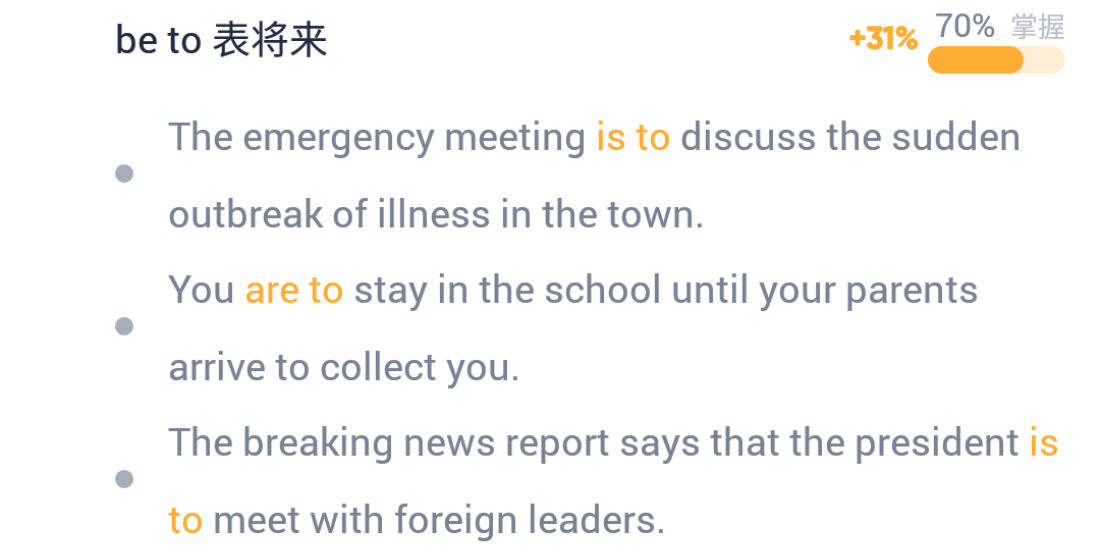 be to 表将来
+31% 70% 掌握
The emergency meeting is to discuss the sudden
outbreak of illness in the town.
You are to stay in the school until your parents
arrive to collect you.
The breaking news report says that the president is
to meet with foreign leaders.